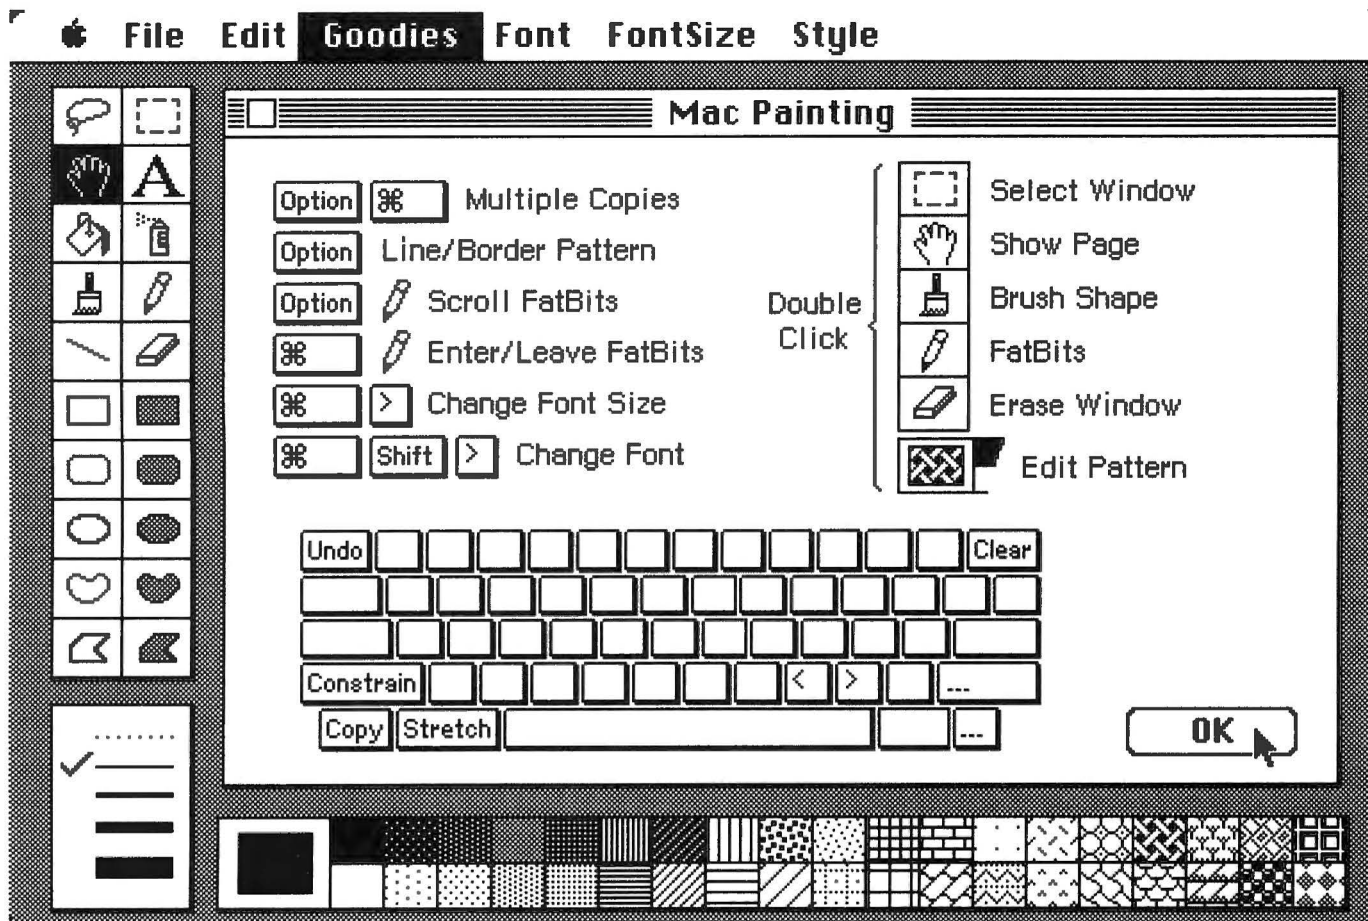 File Edit Goodies Font FontSize Style
Mac Painting
Option ⌘ Multiple Copies
Option Line/Border Pattern
Option Scroll FatBits
⌘ Enter/Leave FatBits
⌘ > Change Font Size
⌘ Shift > Change Font
Double
Click
Select Window
Show Page
Brush Shape
FatBits
Erase Window
Edit Pattern
A
Undo Clear
Constrain < > ...
Copy Stretch ...
OK